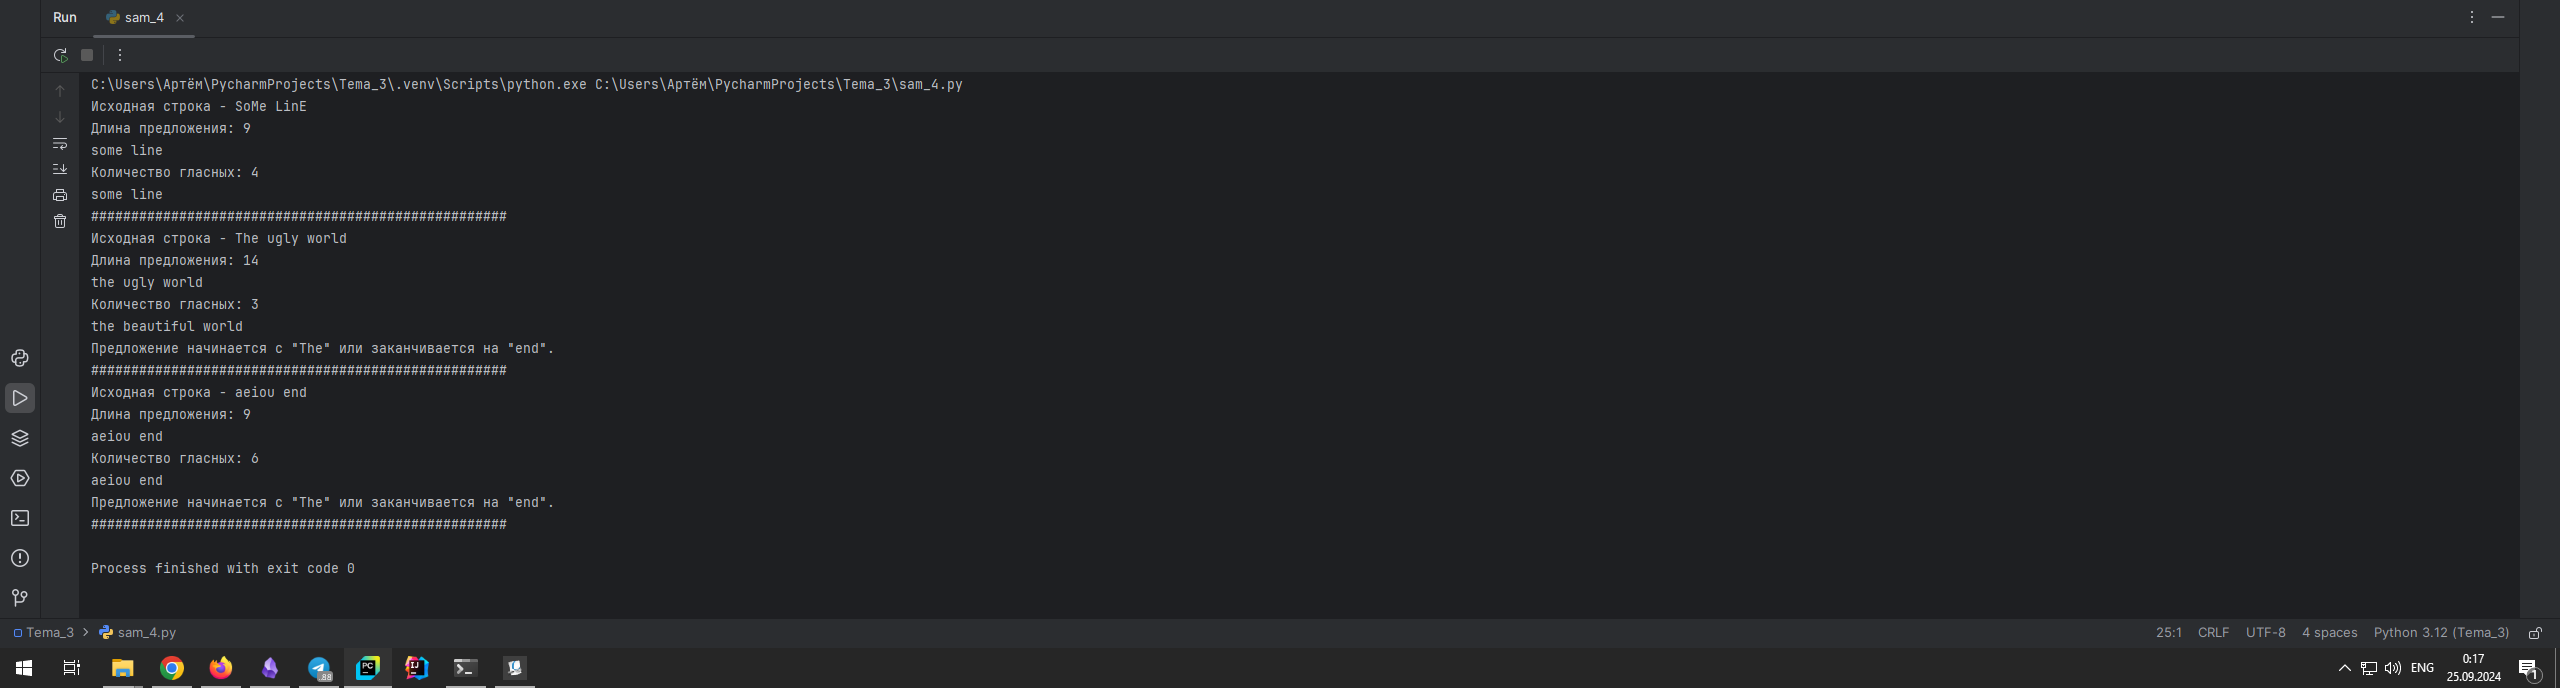 Run sam_4
C:\Users\Артём\PycharmProjects\Tema_3\.venv\Scripts\python.exe C:\Users\Артём\PycharmProjects\Tema_3\sam_4.py
Исходная строка - SoMe LinE
Длина предложения: 9
some line
Количество гласных: 4
some line
####################################################
Исходная строка - The ugly world
Длина предложения: 14
the ugly world
Количество гласных: 3
the beautiful world
Предложение начинается с "The" или заканчивается на "end".
####################################################
Исходная строка - aeiou end
Длина предложения: 9
aeiou end
Количество гласных: 6
aeiou end
Предложение начинается с "The" или заканчивается на "end".
####################################################
Process finished with exit code 0
Tema_3 > sam_4.py 25:1 CRLF UTF-8 4 spaces Python 3.12 (Tema_3)
.88 PC IJ ENG 0:17
25.09.2024 1